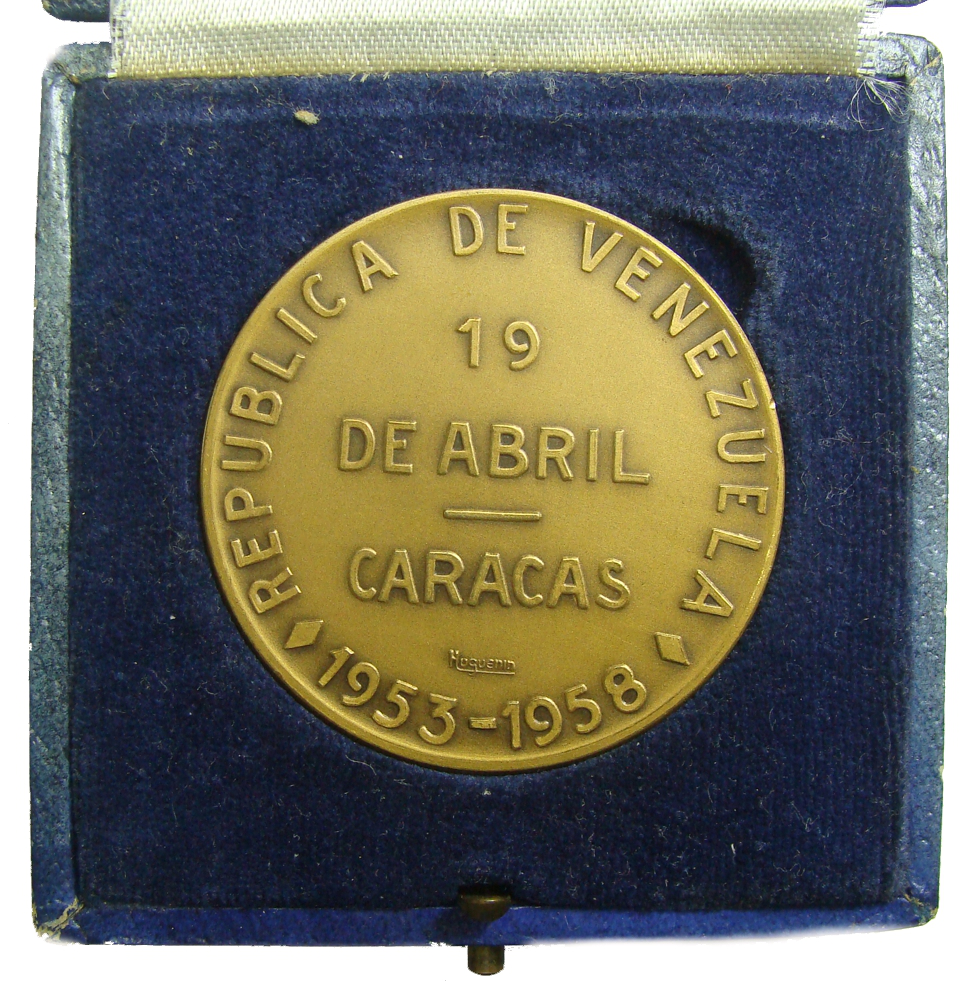 REPUBLICA DE VENEZUELA
19
DE ABRIL
CARACAS
Huguenin
1953-1958